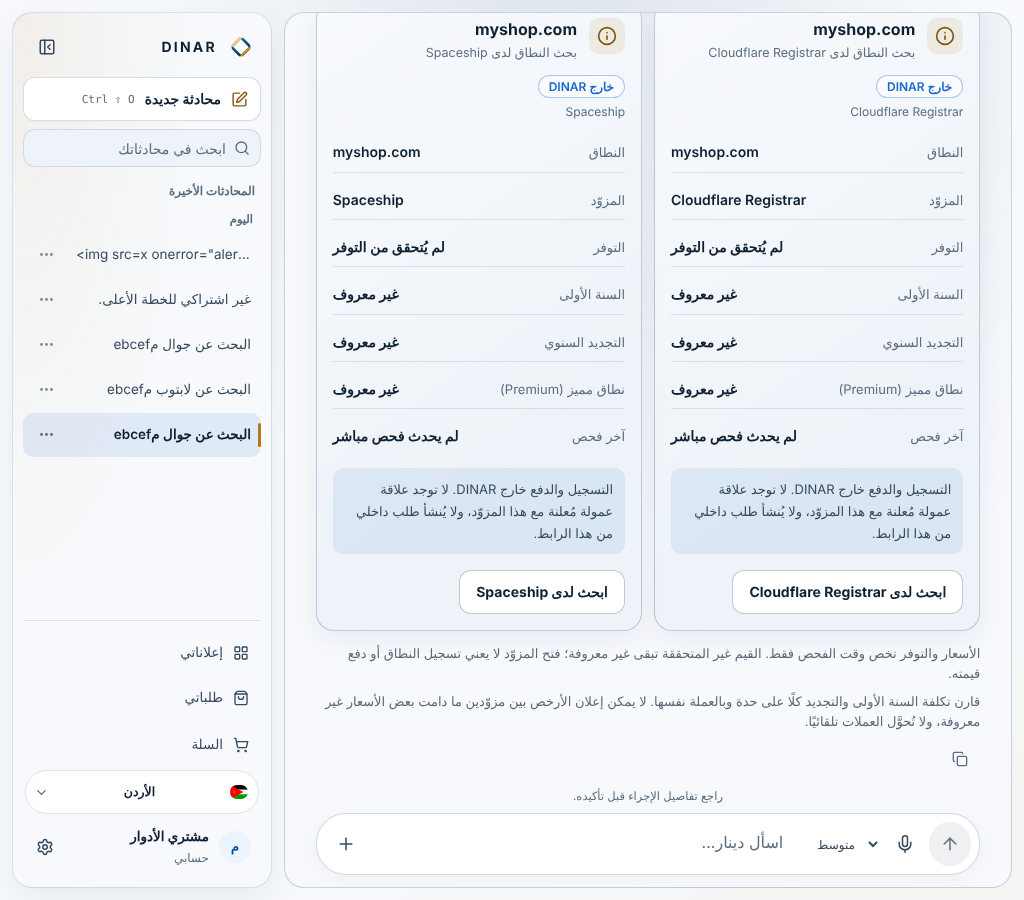 DINAR
محادثة جديدة
Ctrl ⇧ O
ابحث في محادثاتك
المحادثات الأخيرة
اليوم
<img src=x onerror="aler...
غير اشتراكي للخطة الأعلى.
البحث عن جوال مebcef
البحث عن لابتوب مebcef
البحث عن جوال مebcef
إعلاناتي
طلباتي
السلة
الأردن
م
مشتري الأدوار
حسابي
myshop.com
بحث النطاق لدى Cloudflare Registrar
خارج DINAR
Cloudflare Registrar
النطاق myshop.com
المزوّد Cloudflare Registrar
التوفر لم يُتحقق من التوفر
السنة الأولى غير معروف
التجديد السنوي غير معروف
نطاق مميز (Premium) غير معروف
آخر فحص لم يحدث فحص مباشر
التسجيل والدفع خارج DINAR. لا توجد علاقة
عمولة مُعلنة مع هذا المزوّد، ولا يُنشأ طلب داخلي
من هذا الرابط.
ابحث لدى Cloudflare Registrar
myshop.com
بحث النطاق لدى Spaceship
خارج DINAR
Spaceship
النطاق myshop.com
المزوّد Spaceship
التوفر لم يُتحقق من التوفر
السنة الأولى غير معروف
التجديد السنوي غير معروف
نطاق مميز (Premium) غير معروف
آخر فحص لم يحدث فحص مباشر
التسجيل والدفع خارج DINAR. لا توجد علاقة
عمولة مُعلنة مع هذا المزوّد، ولا يُنشأ طلب داخلي
من هذا الرابط.
ابحث لدى Spaceship
الأسعار والتوفر تخص وقت الفحص فقط. القيم غير المتحققة تبقى غير معروفة؛ فتح المزوّد لا يعني تسجيل النطاق أو دفع
قيمته.
قارن تكلفة السنة الأولى والتجديد كلًا على حدة وبالعملة نفسها. لا يمكن إعلان الأرخص بين مزوّدين ما دامت بعض الأسعار غير
معروفة، ولا تُحوَّل العملات تلقائيًا.
راجع تفاصيل الإجراء قبل تأكيده.
متوسط
اسأل دينار...